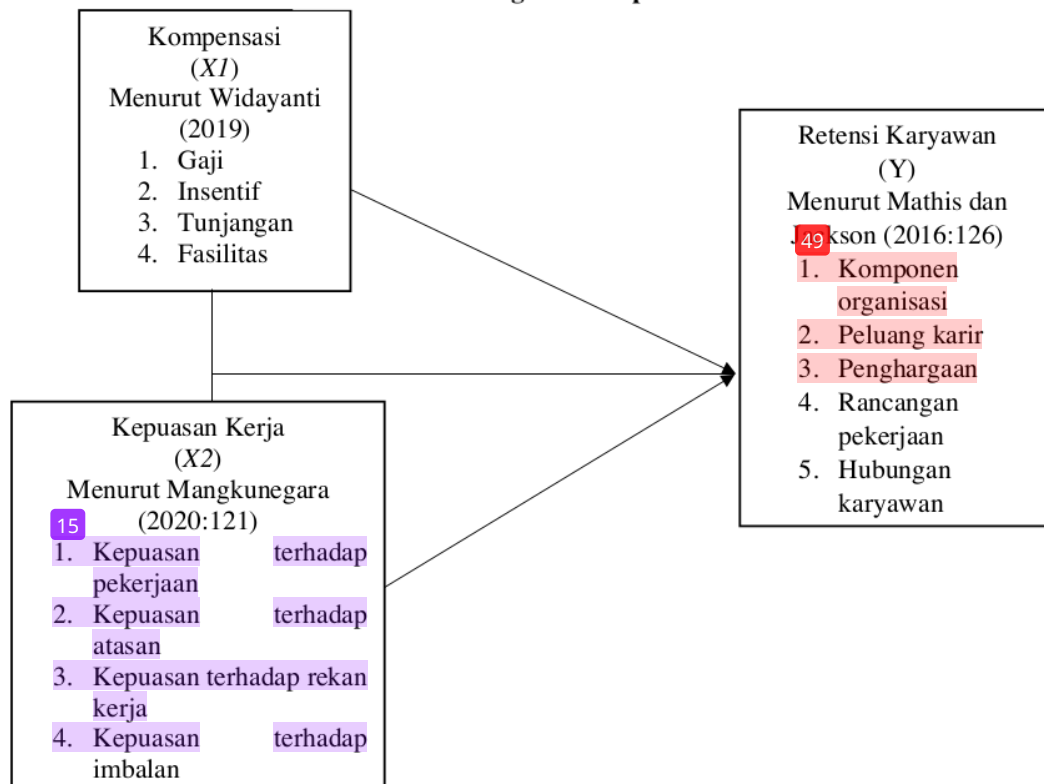 Kompensasi
(X1)
Menurut Widayanti
(2019)
1. Gaji
2. Insentif
3. Tunjangan
4. Fasilitas
Retensi Karyawan
(Y)
Menurut Mathis dan
(2016:126)
49
1. Komponen
organisasi
2. Peluang karir
3. Penghargaan
4. Rancangan
pekerjaan
5. Hubungan
karyawan
Kepuasan Kerja
(X2)
Menurut Mangkunegara
(2020:121)
15
1. Kepuasan terhadap
pekerjaan
2. Kepuasan terhadap
atasan
3. Kepuasan terhadap rekan
kerja
4. Kepuasan terhadap
imbalan